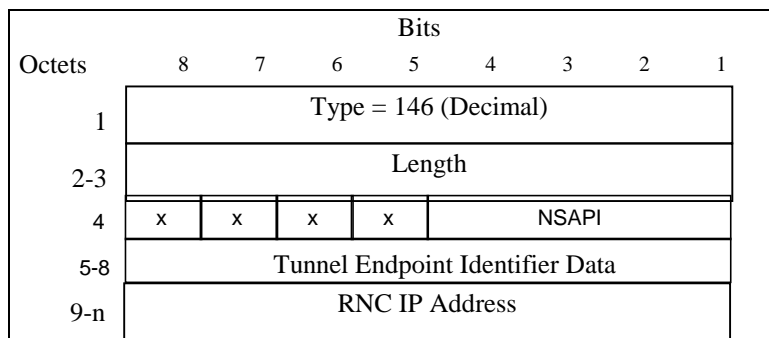 Bits
Octets 8 7 6 5 4 3 2 1
1 Type = 146 (Decimal)
2-3 Length
4 x x x x NSAPI
5-8 Tunnel Endpoint Identifier Data
9-n RNC IP Address